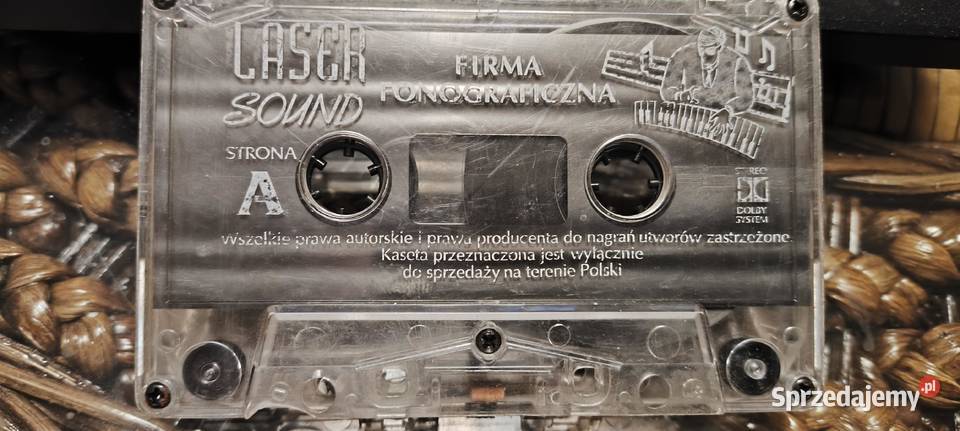 LASER
SOUND
FIRMA
FONOGRAFICZNA
STRONA
A
STEREO
DOLBY
SYSTEM
Wszelkie prawa autorskie i prawa producenta do nagrań utworów zastrzeżone.
Kaseta przeznaczona jest wyłącznie
do sprzedaży na terenie Polski
Sprzedajemy.pl